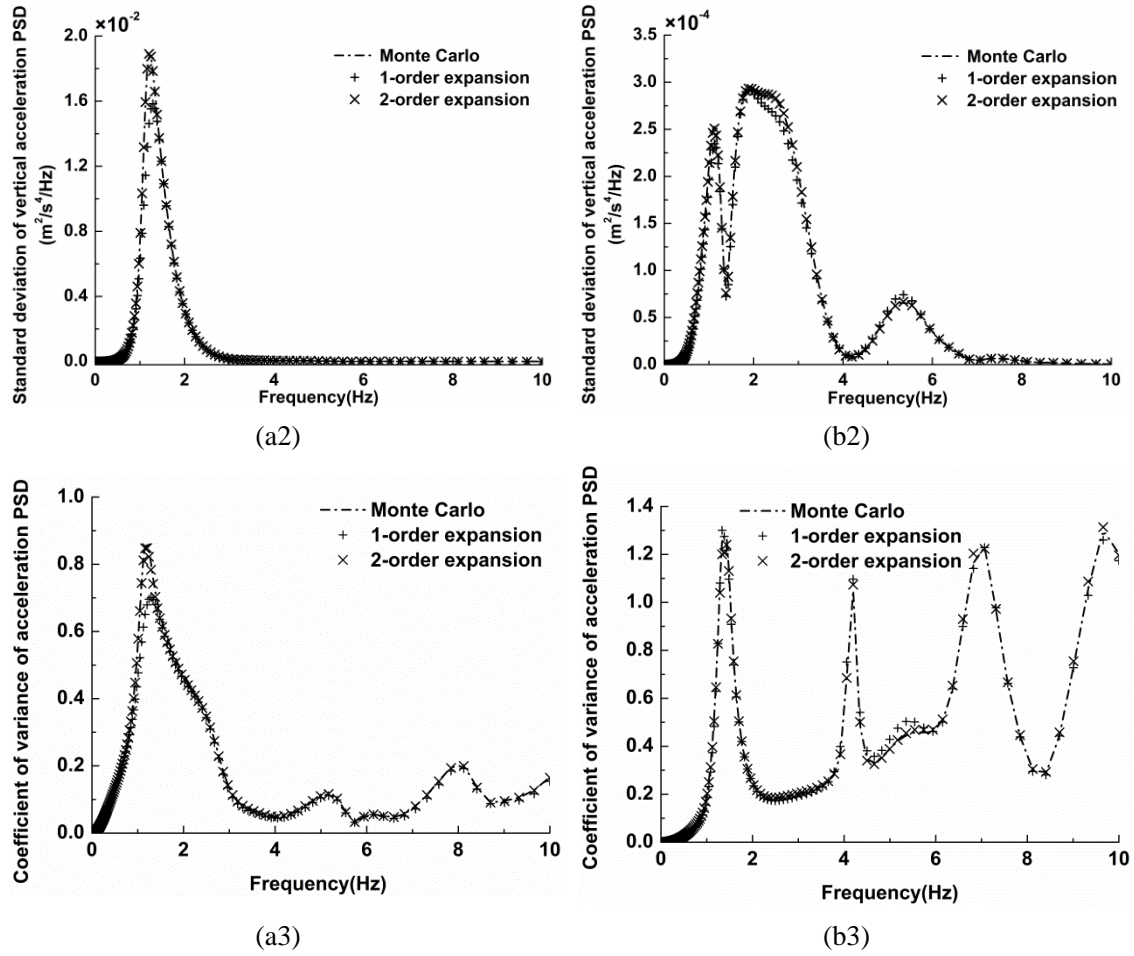 ×10⁻²
Standard deviation of vertical acceleration PSD
(m²/s⁴/Hz)
2.0
1.6
1.2
0.8
0.4
0.0
0 2 4 6 8 10
Frequency(Hz)
Monte Carlo
1-order expansion
2-order expansion
(a2)
×10⁻⁴
Standard deviation of vertical acceleration PSD
(m²/s⁴/Hz)
3.5
3.0
2.5
2.0
1.5
1.0
0.5
0.0
0 2 4 6 8 10
Frequency(Hz)
Monte Carlo
1-order expansion
2-order expansion
(b2)
Coefficient of variance of acceleration PSD
1.0
0.8
0.6
0.4
0.2
0.0
0 2 4 6 8 10
Frequency(Hz)
Monte Carlo
1-order expansion
2-order expansion
(a3)
Coefficient of variance of acceleration PSD
1.4
1.2
1.0
0.8
0.6
0.4
0.2
0.0
0 2 4 6 8 10
Frequency(Hz)
Monte Carlo
1-order expansion
2-order expansion
(b3)